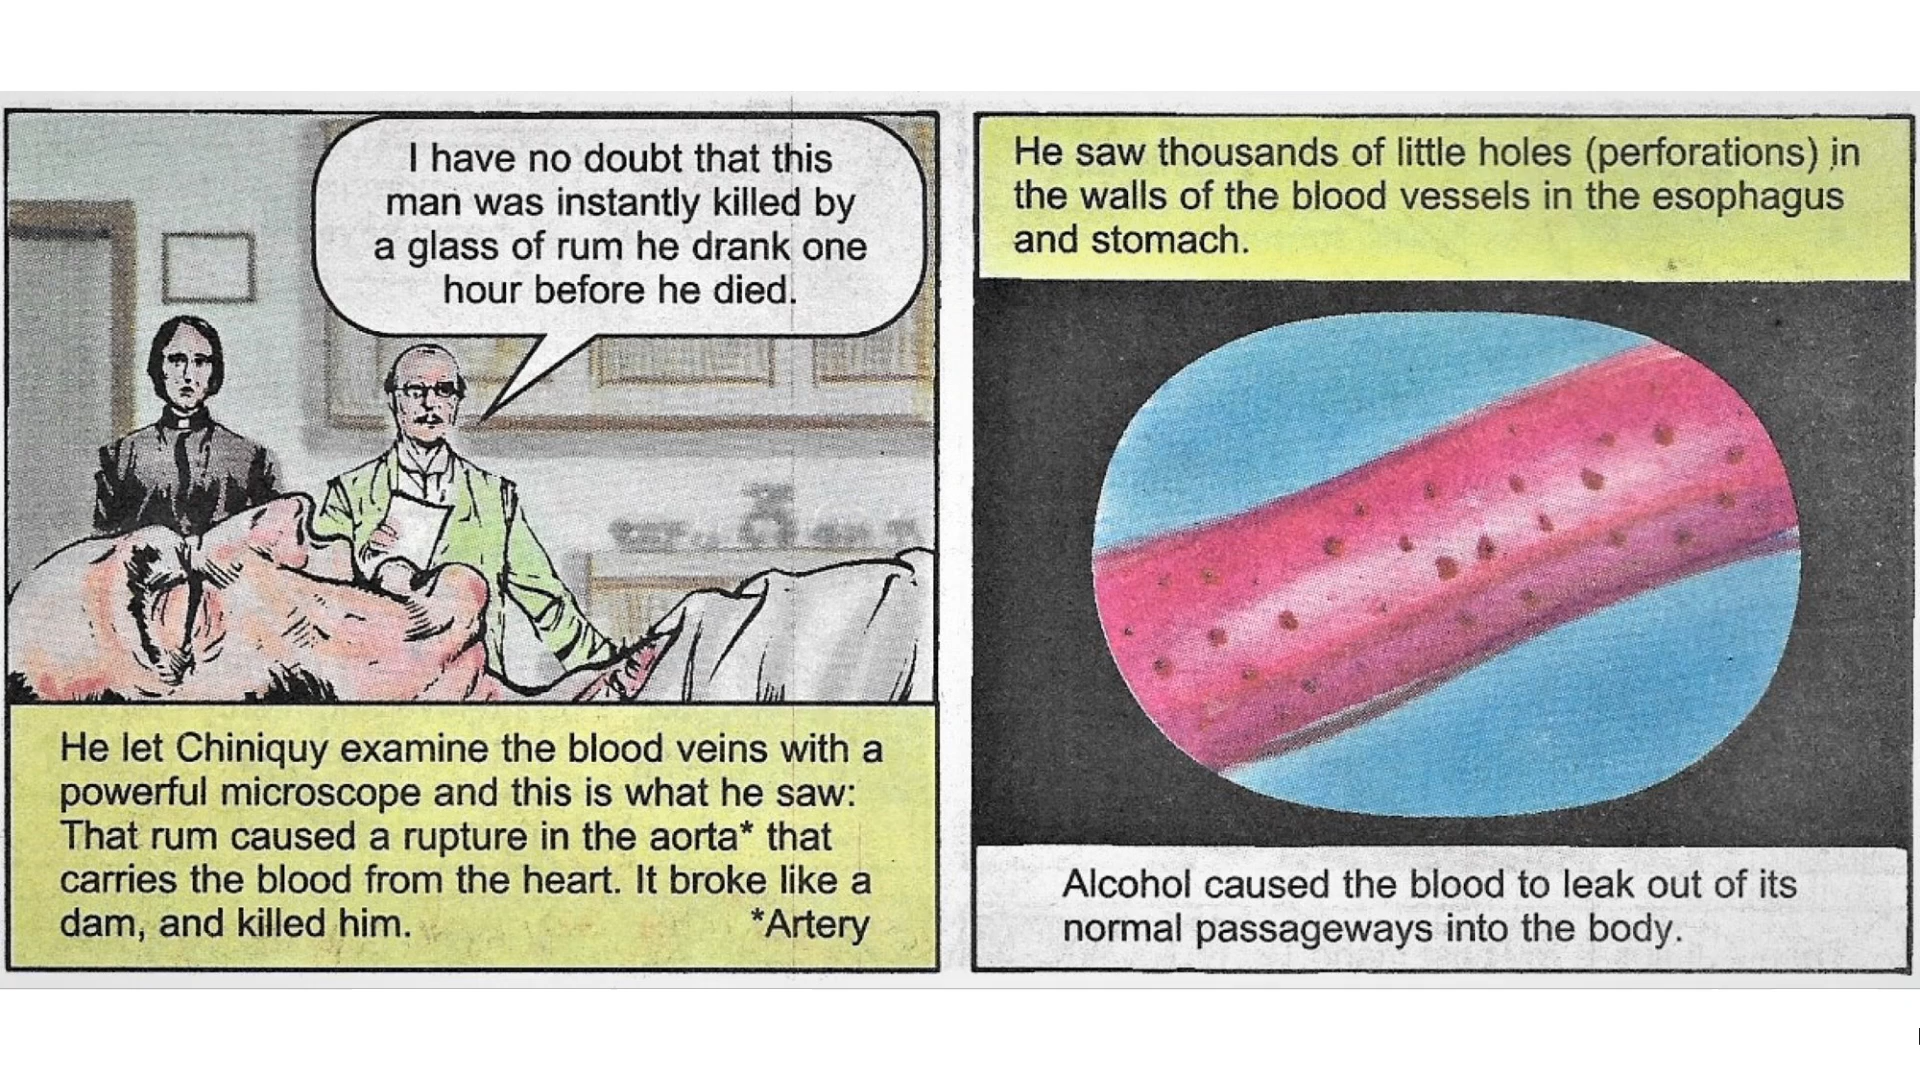 I have no doubt that this
man was instantly killed by
a glass of rum he drank one
hour before he died.
He let Chiniquy examine the blood veins with a
powerful microscope and this is what he saw:
That rum caused a rupture in the aorta* that
carries the blood from the heart. It broke like a
dam, and killed him. *Artery
He saw thousands of little holes (perforations) in
the walls of the blood vessels in the esophagus
and stomach.
Alcohol caused the blood to leak out of its
normal passageways into the body.